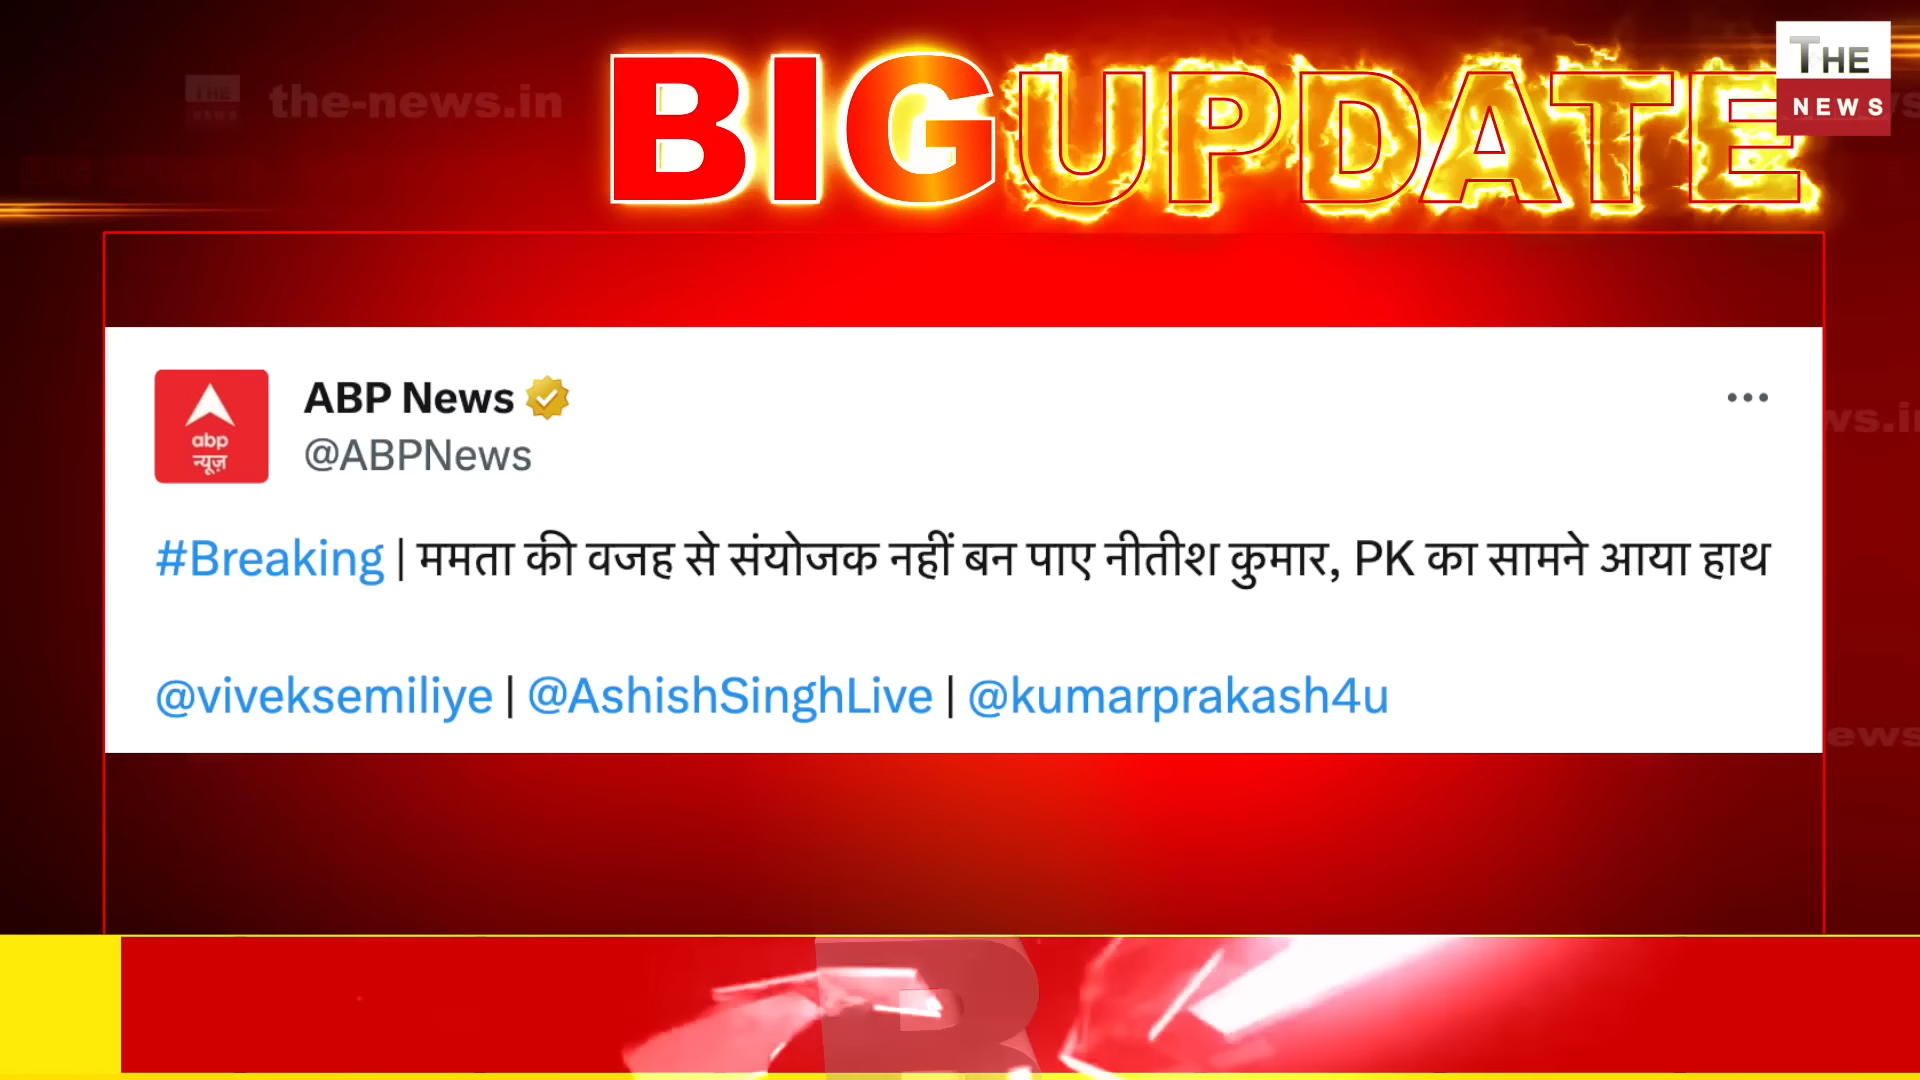 BIG UPDATE
THE
NEWS
the-news.in
ABP News
@ABPNews
abp
न्यूज़
#Breaking | ममता की वजह से संयोजक नहीं बन पाए नीतीश कुमार, PK का सामने आया हाथ
@viveksemiliye | @AshishSinghLive | @kumarprakash4u